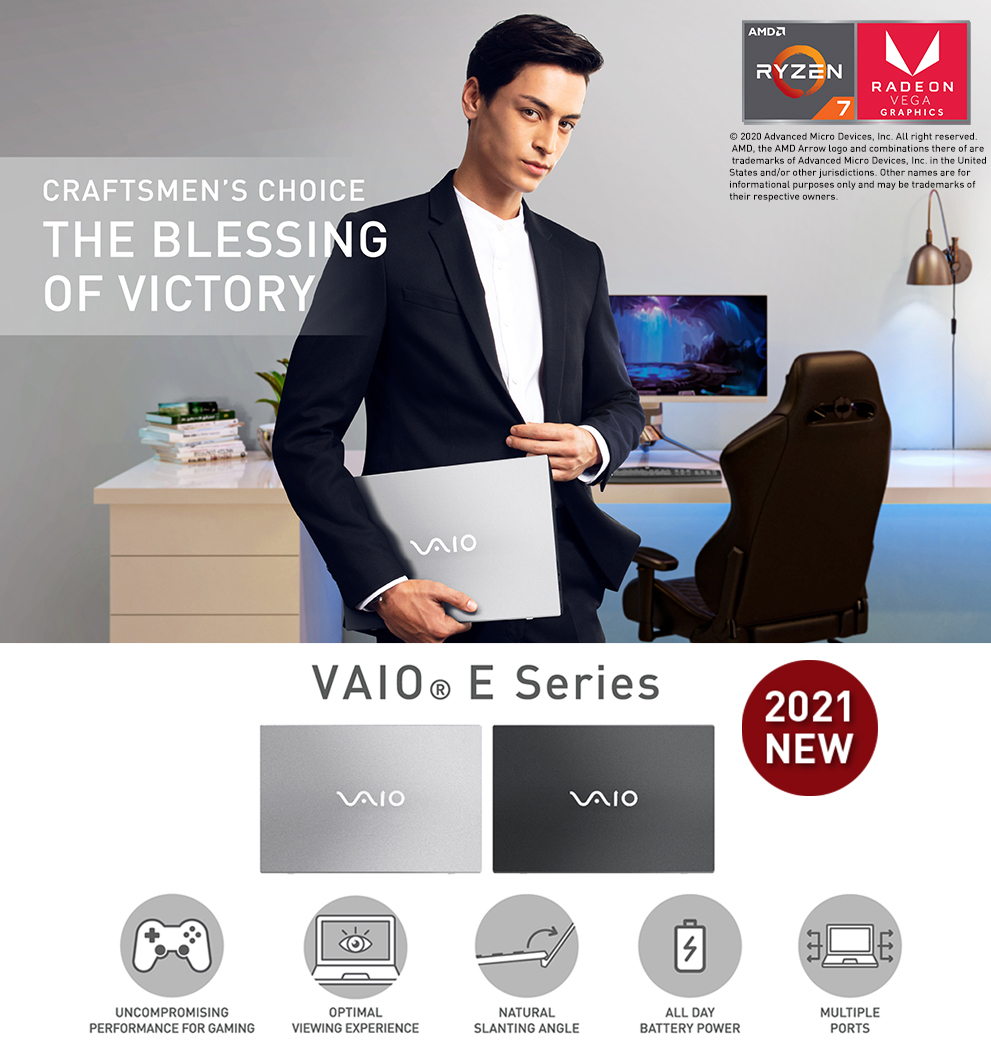 AMD
RYZEN
7
RADEON
VEGA
GRAPHICS
© 2020 Advanced Micro Devices, Inc. All right reserved.
AMD, the AMD Arrow logo and combinations there of are
trademarks of Advanced Micro Devices, Inc. in the United
States and/or other jurisdictions. Other names are for
informational purposes only and may be trademarks of
their respective owners.
CRAFTSMEN'S CHOICE
THE BLESSING
OF VICTORY
VAIO
VAIO® E Series
2021
NEW
VAIO
VAIO
UNCOMPROMISING
PERFORMANCE FOR GAMING
OPTIMAL
VIEWING EXPERIENCE
NATURAL
SLANTING ANGLE
ALL DAY
BATTERY POWER
MULTIPLE
PORTS